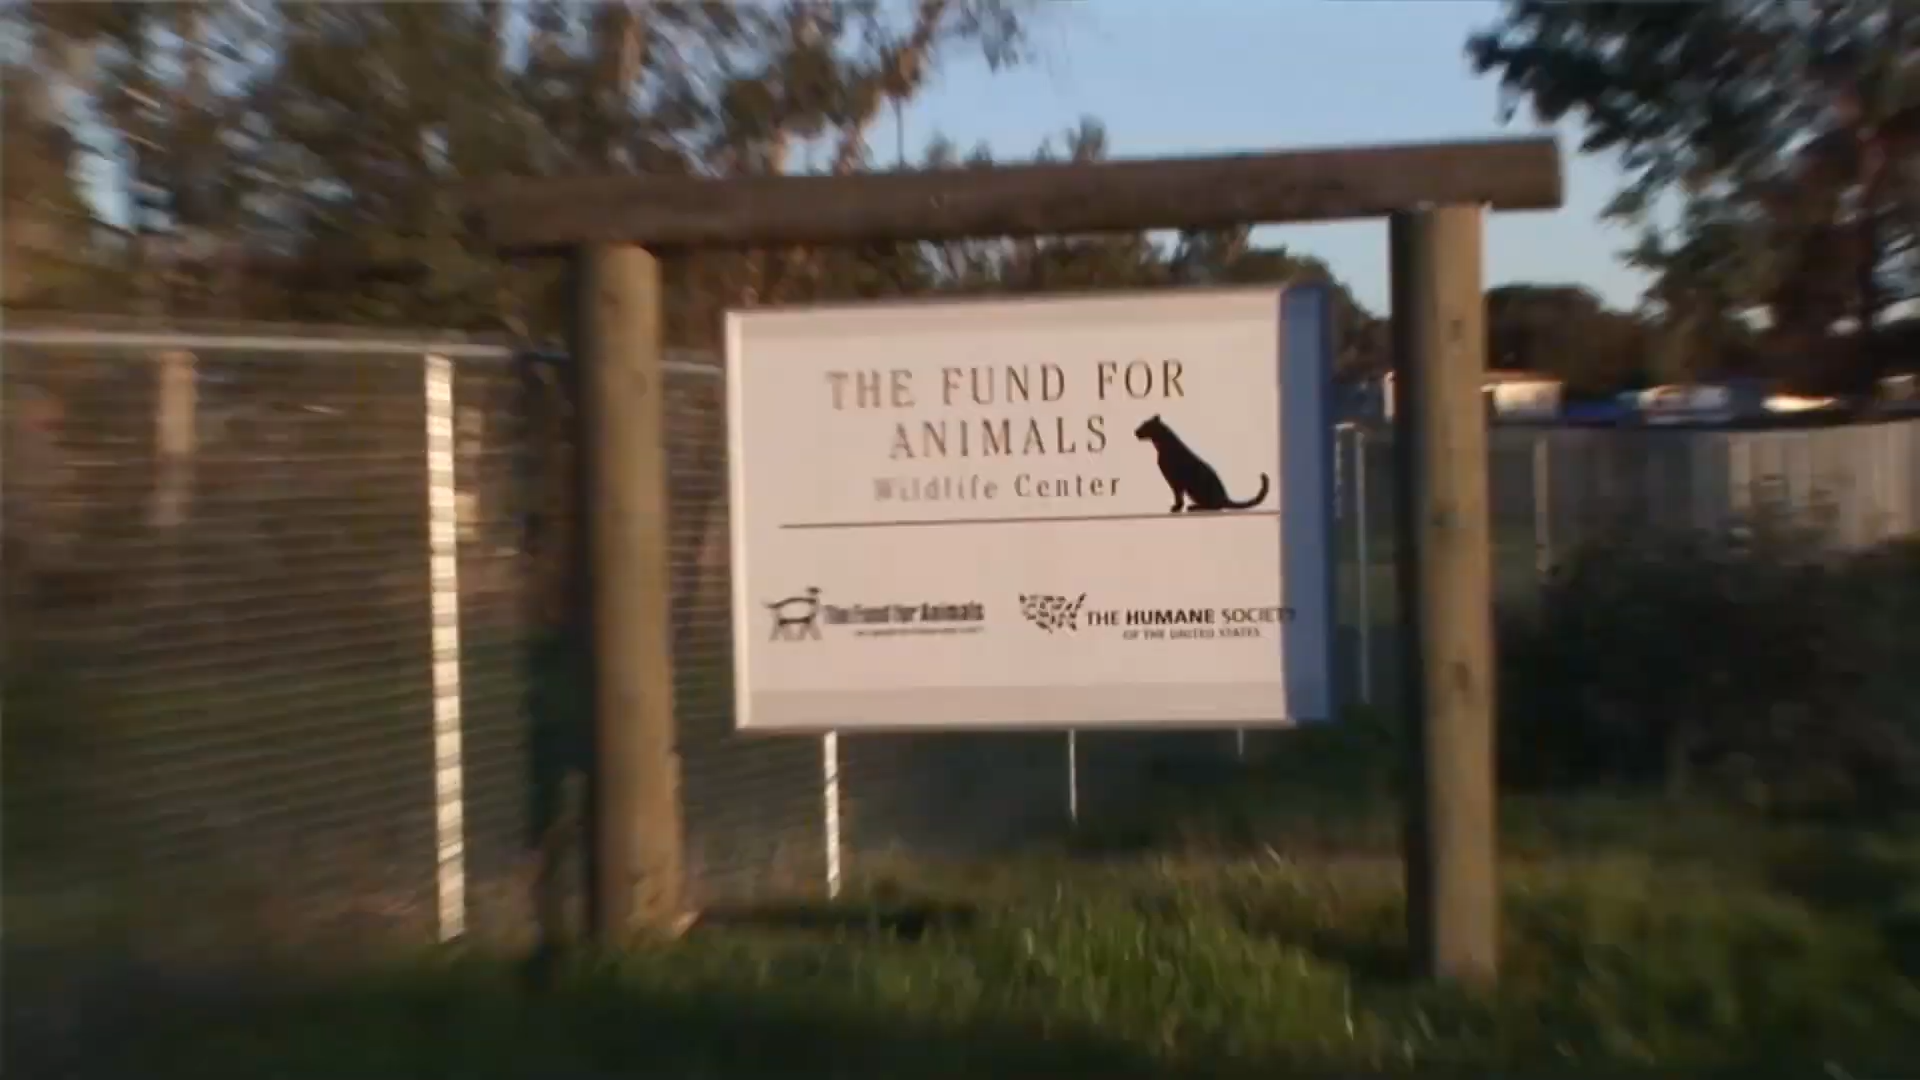 THE FUND FOR
ANIMALS
Wildlife Center
The Fund for Animals
THE HUMANE SOCIETY
OF THE UNITED STATES